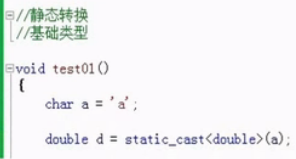 //静态转换
//基础类型
void test01()
{
char a = 'a';
double d = static_cast<double>(a);